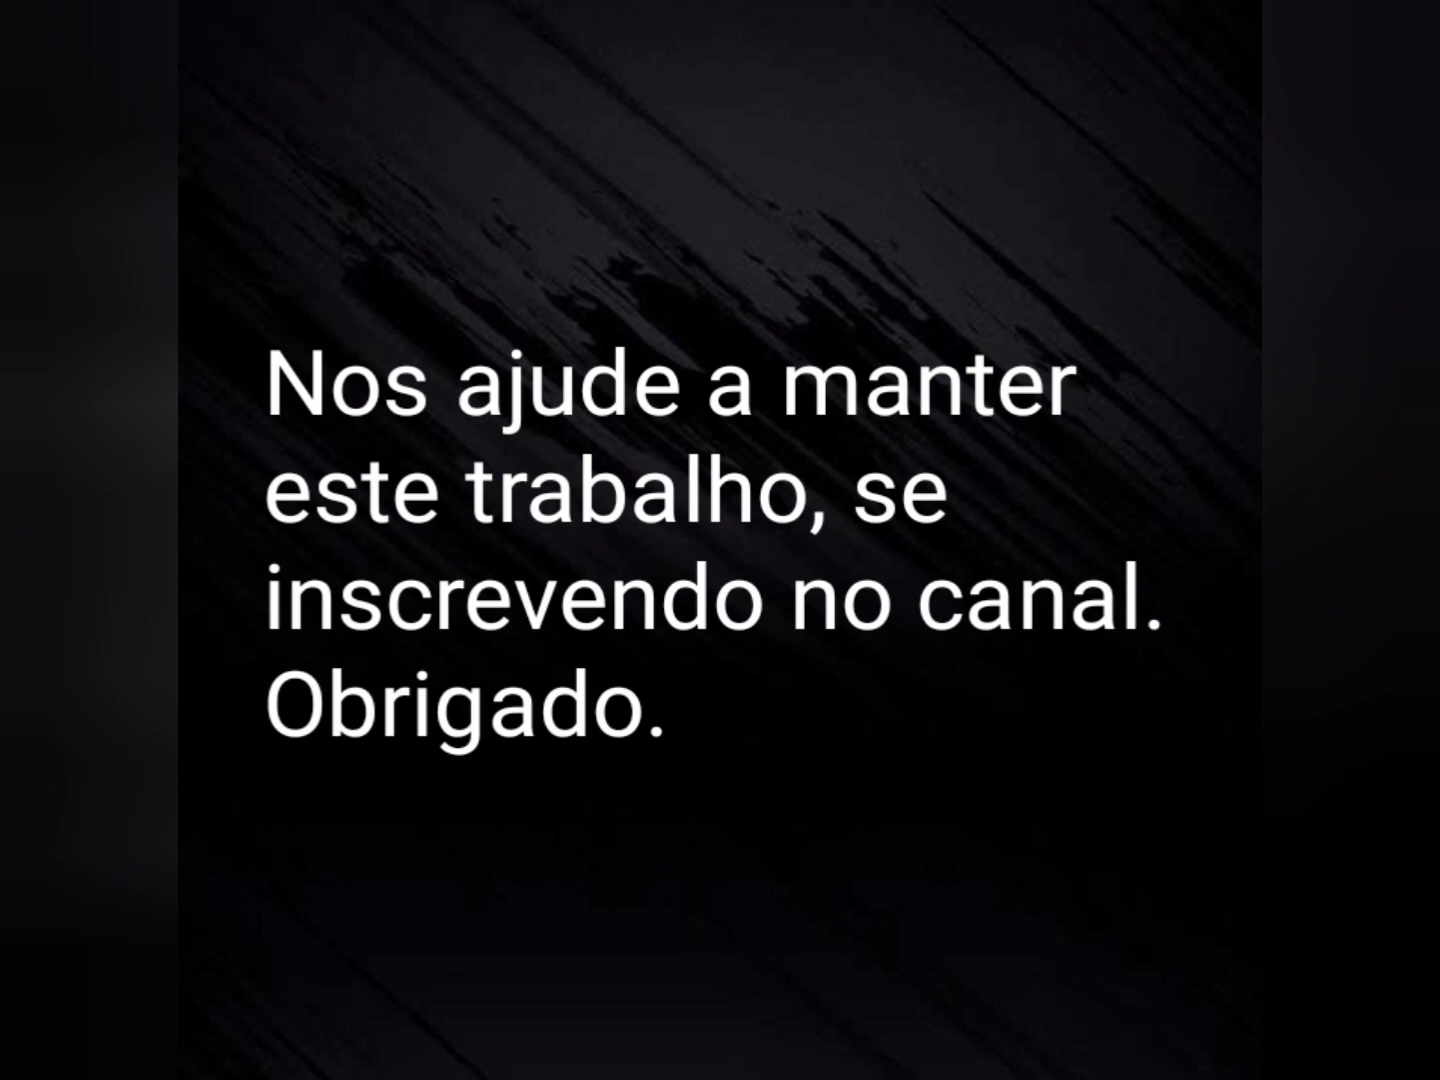 Nos ajude a manter
este trabalho, se
inscrevendo no canal.
Obrigado.